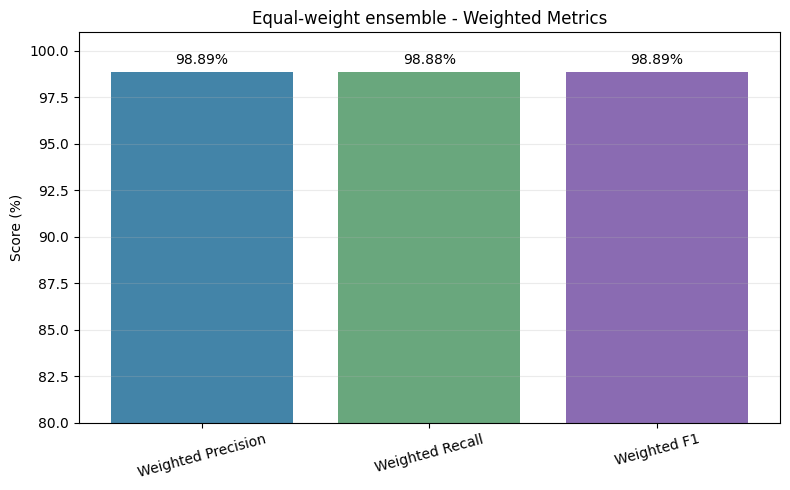 Equal-weight ensemble - Weighted Metrics
98.89% 98.88% 98.89%
100.0
97.5
95.0
92.5
90.0
87.5
85.0
82.5
80.0
Score (%)
Weighted Precision Weighted Recall Weighted F1